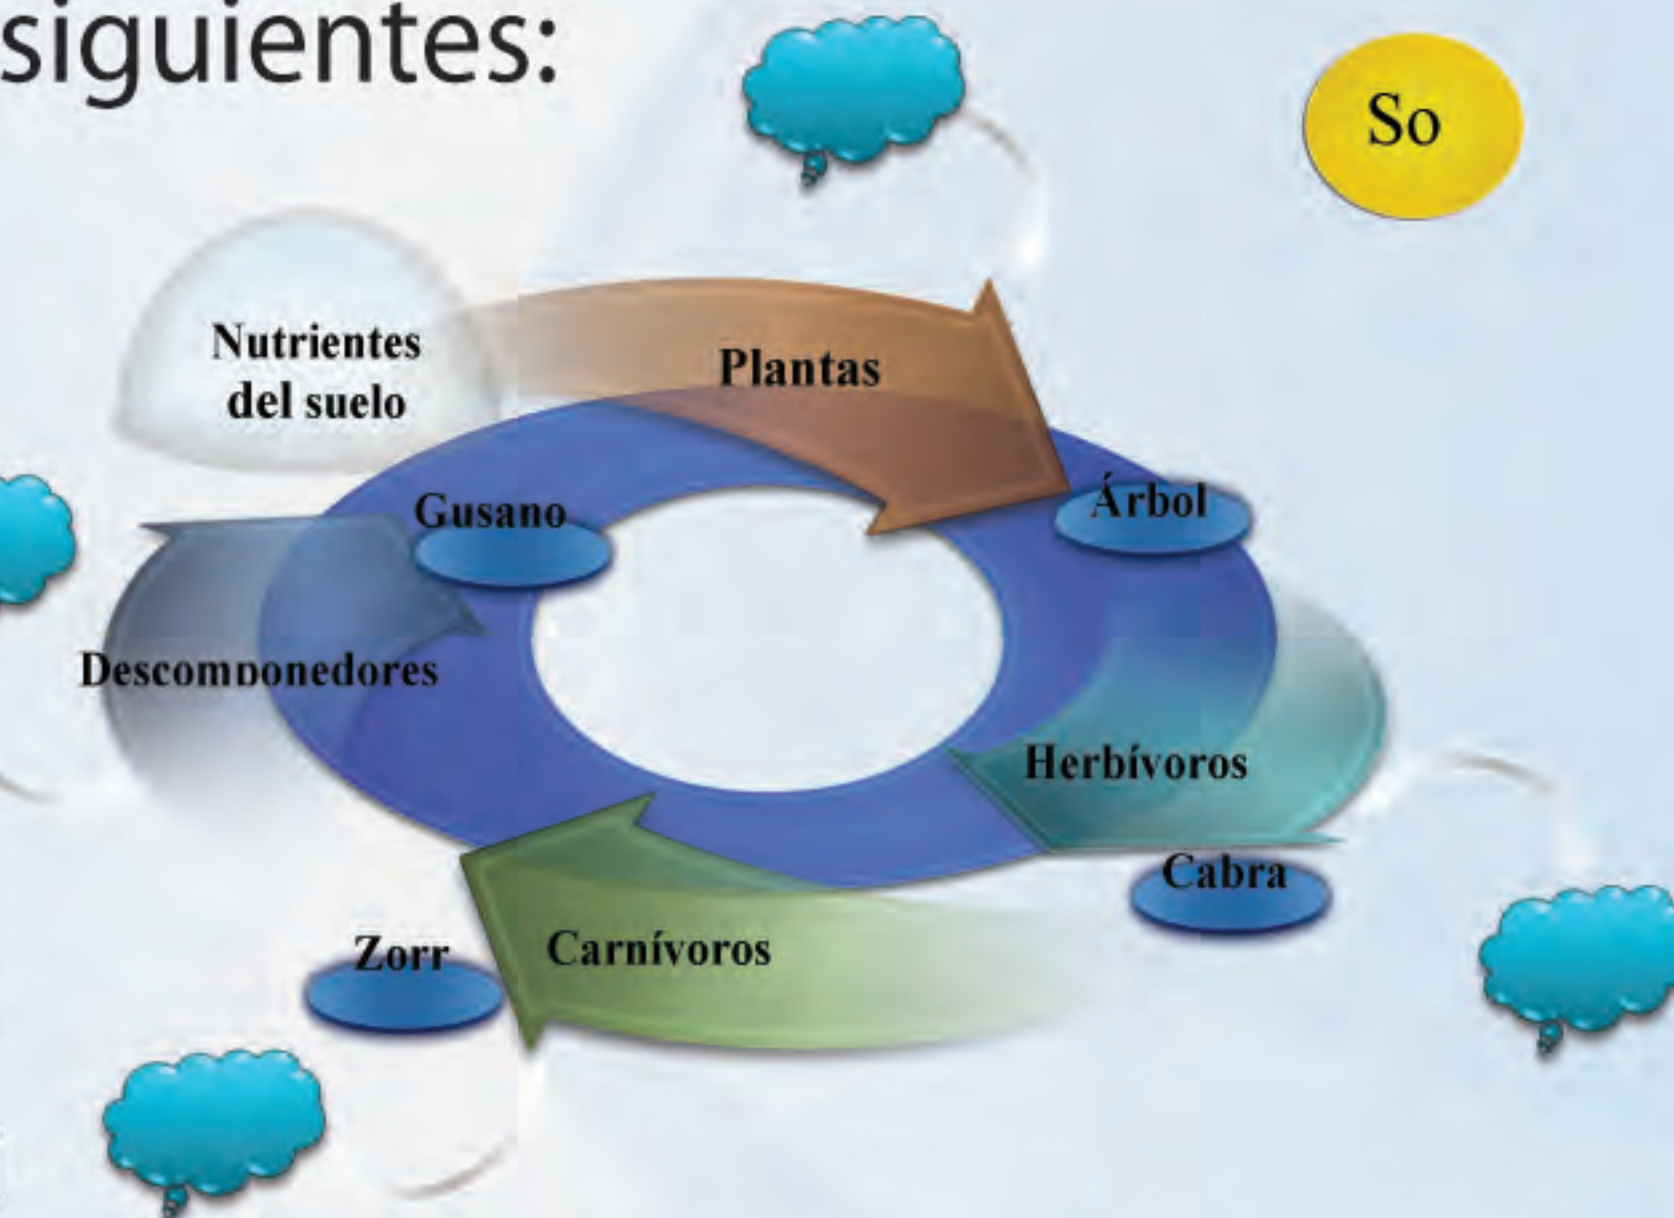 siguientes:
So
Nutrientes
del suelo
Plantas
Gusano
Árbol
Descomponedores
Herbívoros
Cabra
Zorr
Carnívoros